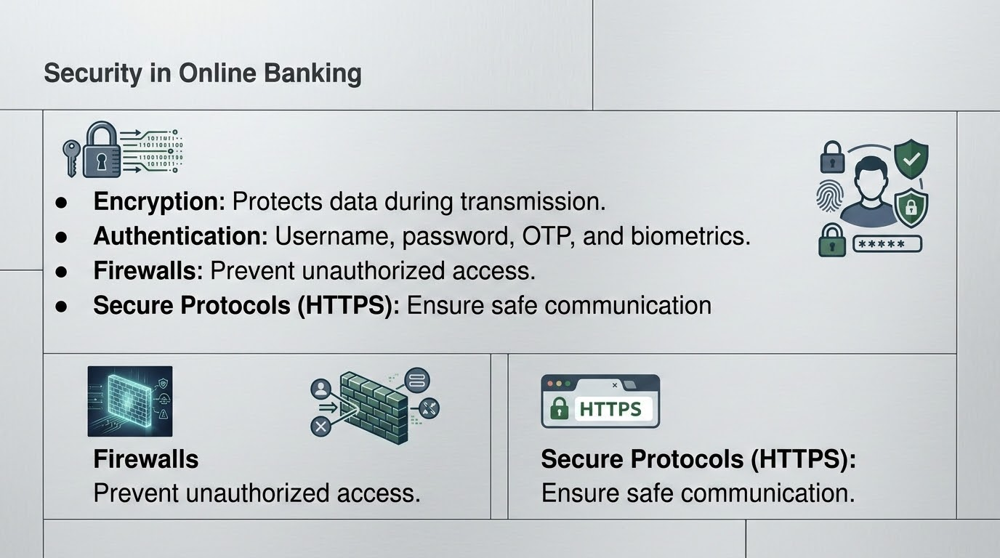 Security in Online Banking
1011011
11011001100
11001001100
1011011
● Encryption: Protects data during transmission.
● Authentication: Username, password, OTP, and biometrics.
● Firewalls: Prevent unauthorized access.
● Secure Protocols (HTTPS): Ensure safe communication
*****
HTTPS
Firewalls
Prevent unauthorized access.
Secure Protocols (HTTPS):
Ensure safe communication.